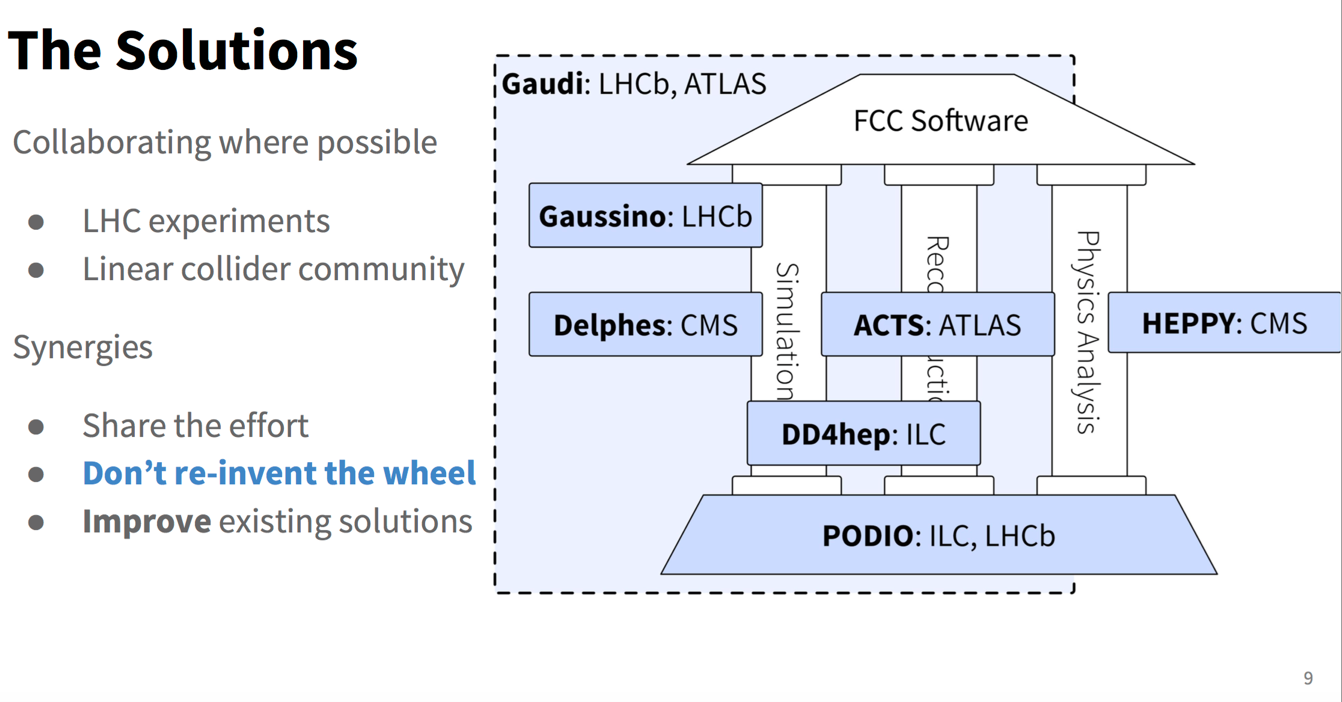 The Solutions
Collaborating where possible
● LHC experiments
● Linear collider community
Synergies
● Share the effort
● Don’t re-invent the wheel
● Improve existing solutions
Gaudi: LHCb, ATLAS
FCC Software
Gaussino: LHCb
Simulation
Physics Analysis
Delphes: CMS
ACTS: ATLAS
HEPPY: CMS
DD4hep: ILC
PODIO: ILC, LHCb
9